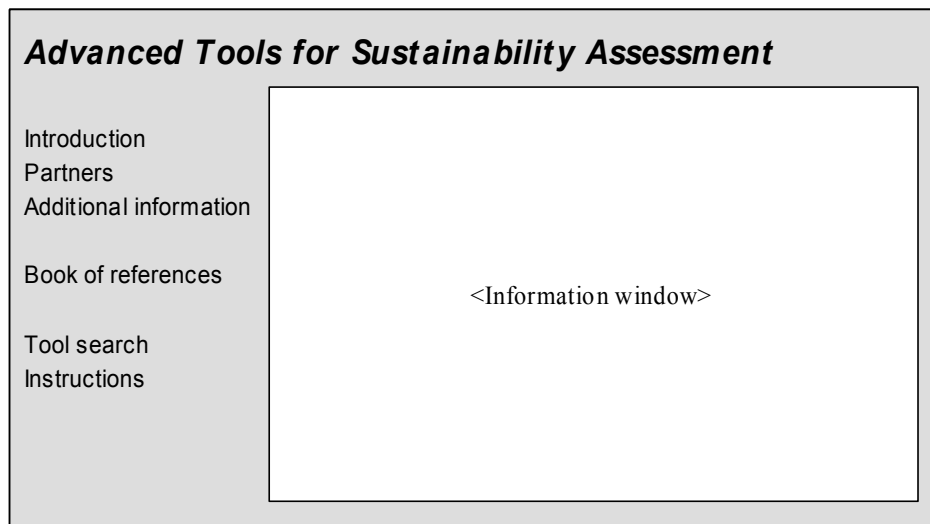 Advanced Tools for Sustainability Assessment
Introduction
Partners
Additional information
Book of references
Tool search
Instructions
<Information window>